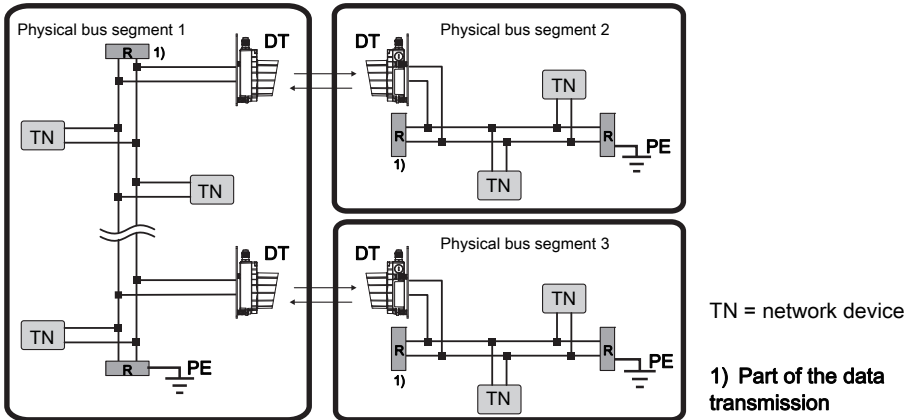 Physical bus segment 1
R 1)
DT
TN
TN
DT
TN
R
PE
Physical bus segment 2
DT
TN
R
R
PE
1)
TN
Physical bus segment 3
DT
TN
R
R
PE
1)
TN
TN = network device
1) Part of the data
transmission